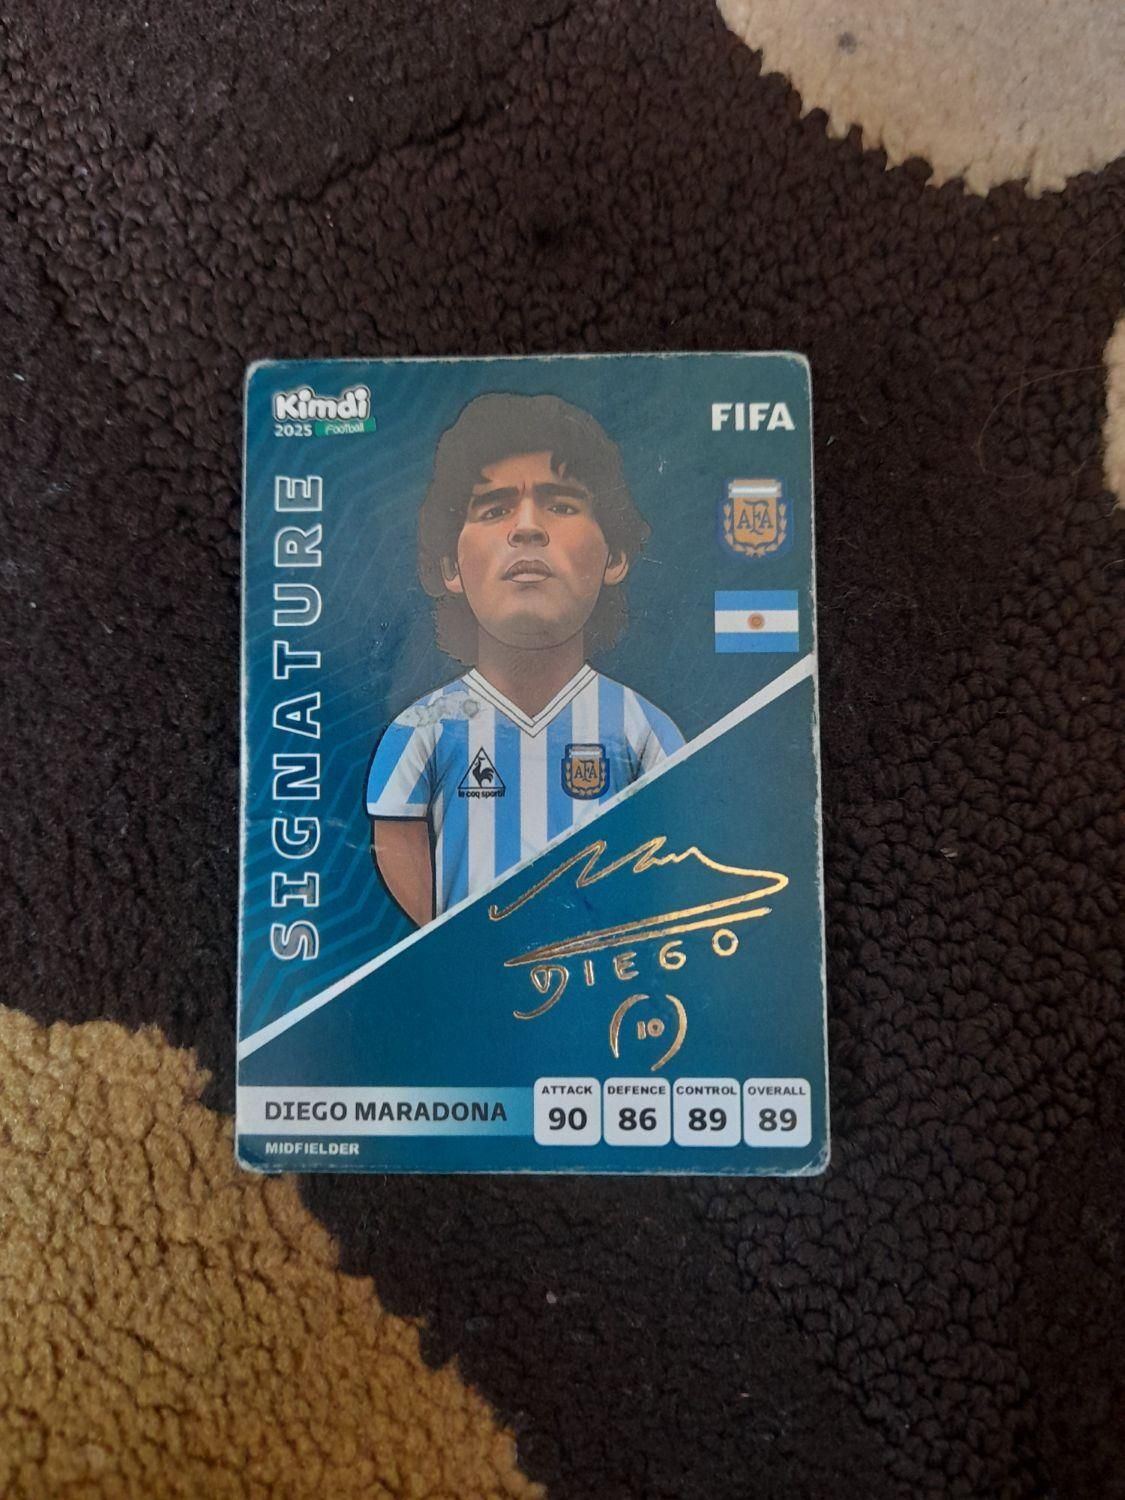 Kimdi
2025 Football
FIFA
SIGNATURE
AFA
le coq sportif
AFA
DIEGO
(10)
DIEGO MARADONA
MIDFIELDER
ATTACK
90
DEFENCE
86
CONTROL
89
OVERALL
89